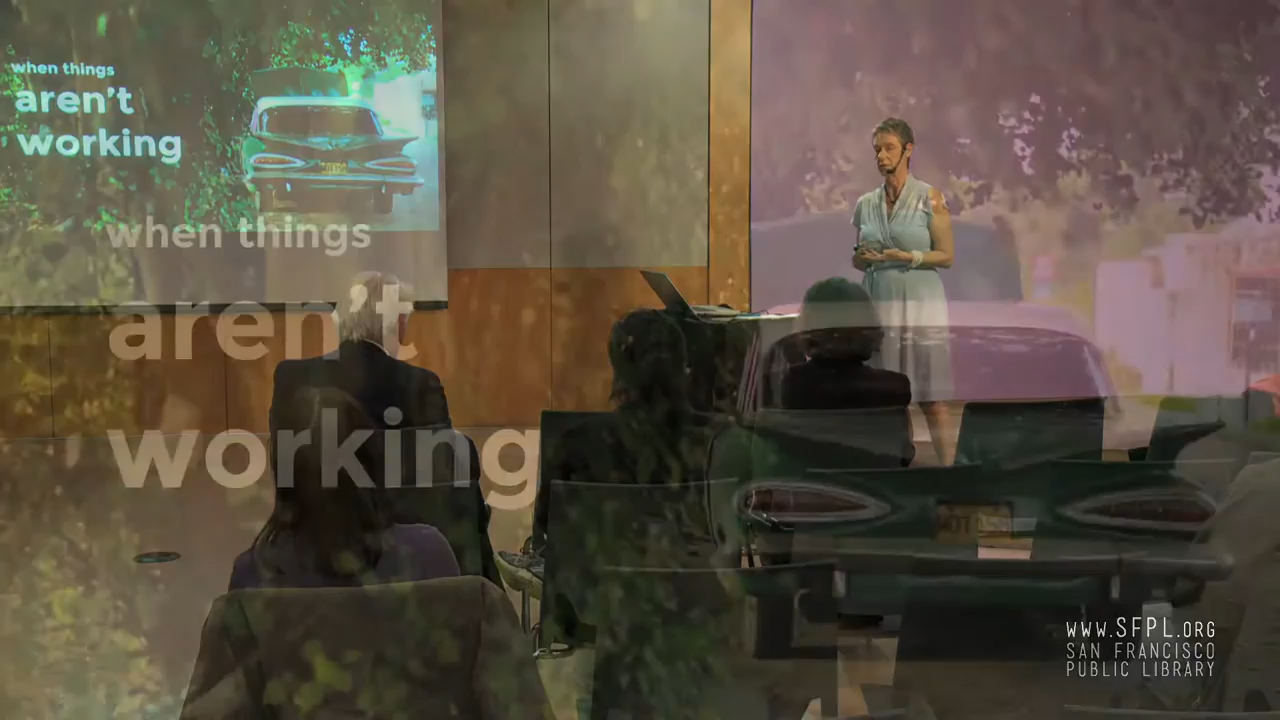 when things
aren't
working
when things
aren't
working
www.SFPL.org
San Francisco
Public Library